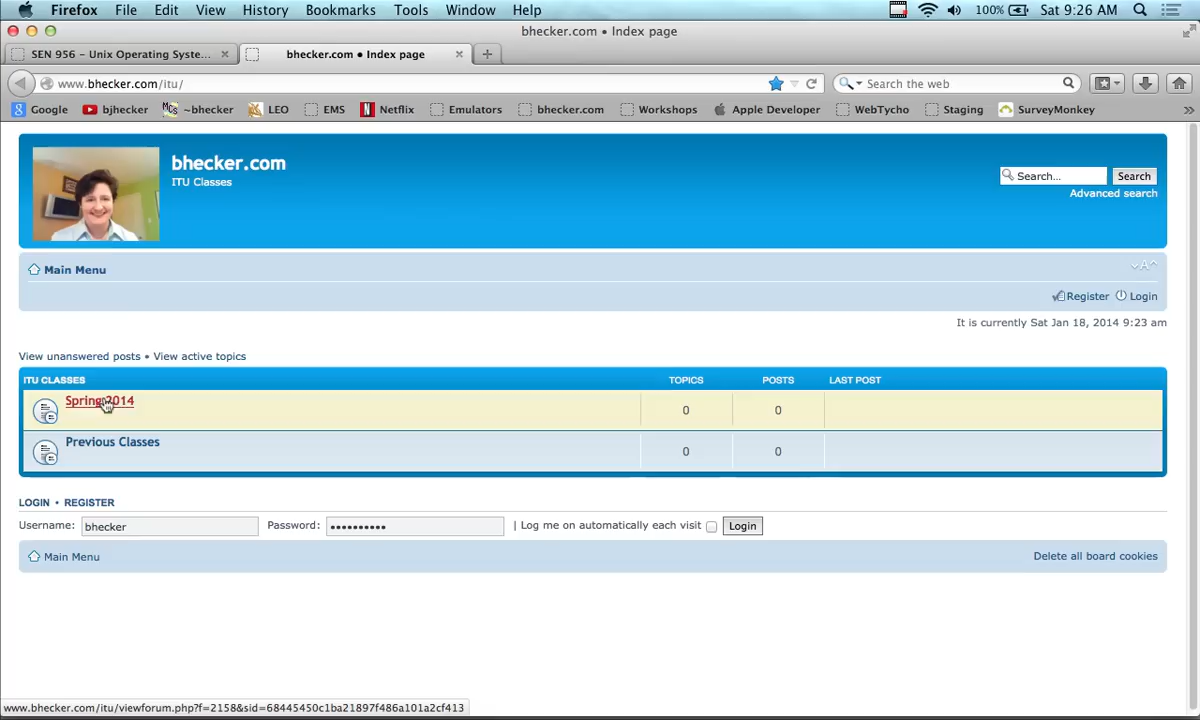 Firefox File Edit View History Bookmarks Tools Window Help 100% Sat 9:26 AM
bhecker.com • Index page
SEN 956 – Unix Operating Syste... bhecker.com • Index page
www.bhecker.com/itu/ Search the web
Google bjhecker ~bhecker LEO EMS Netflix Emulators bhecker.com Workshops Apple Developer WebTycho Staging SurveyMonkey »
bhecker.com
ITU Classes
Search... Search
Advanced search
Main Menu
Register Login
It is currently Sat Jan 18, 2014 9:23 am
View unanswered posts • View active topics
ITU CLASSES TOPICS POSTS LAST POST
Spring 2014 0 0
Previous Classes 0 0
LOGIN • REGISTER
Username: bhecker Password: •••••••••• | Log me on automatically each visit Login
Main Menu Delete all board cookies
www.bhecker.com/itu/viewforum.php?f=2158&sid=68445450c1ba21897f486a101a2cf413